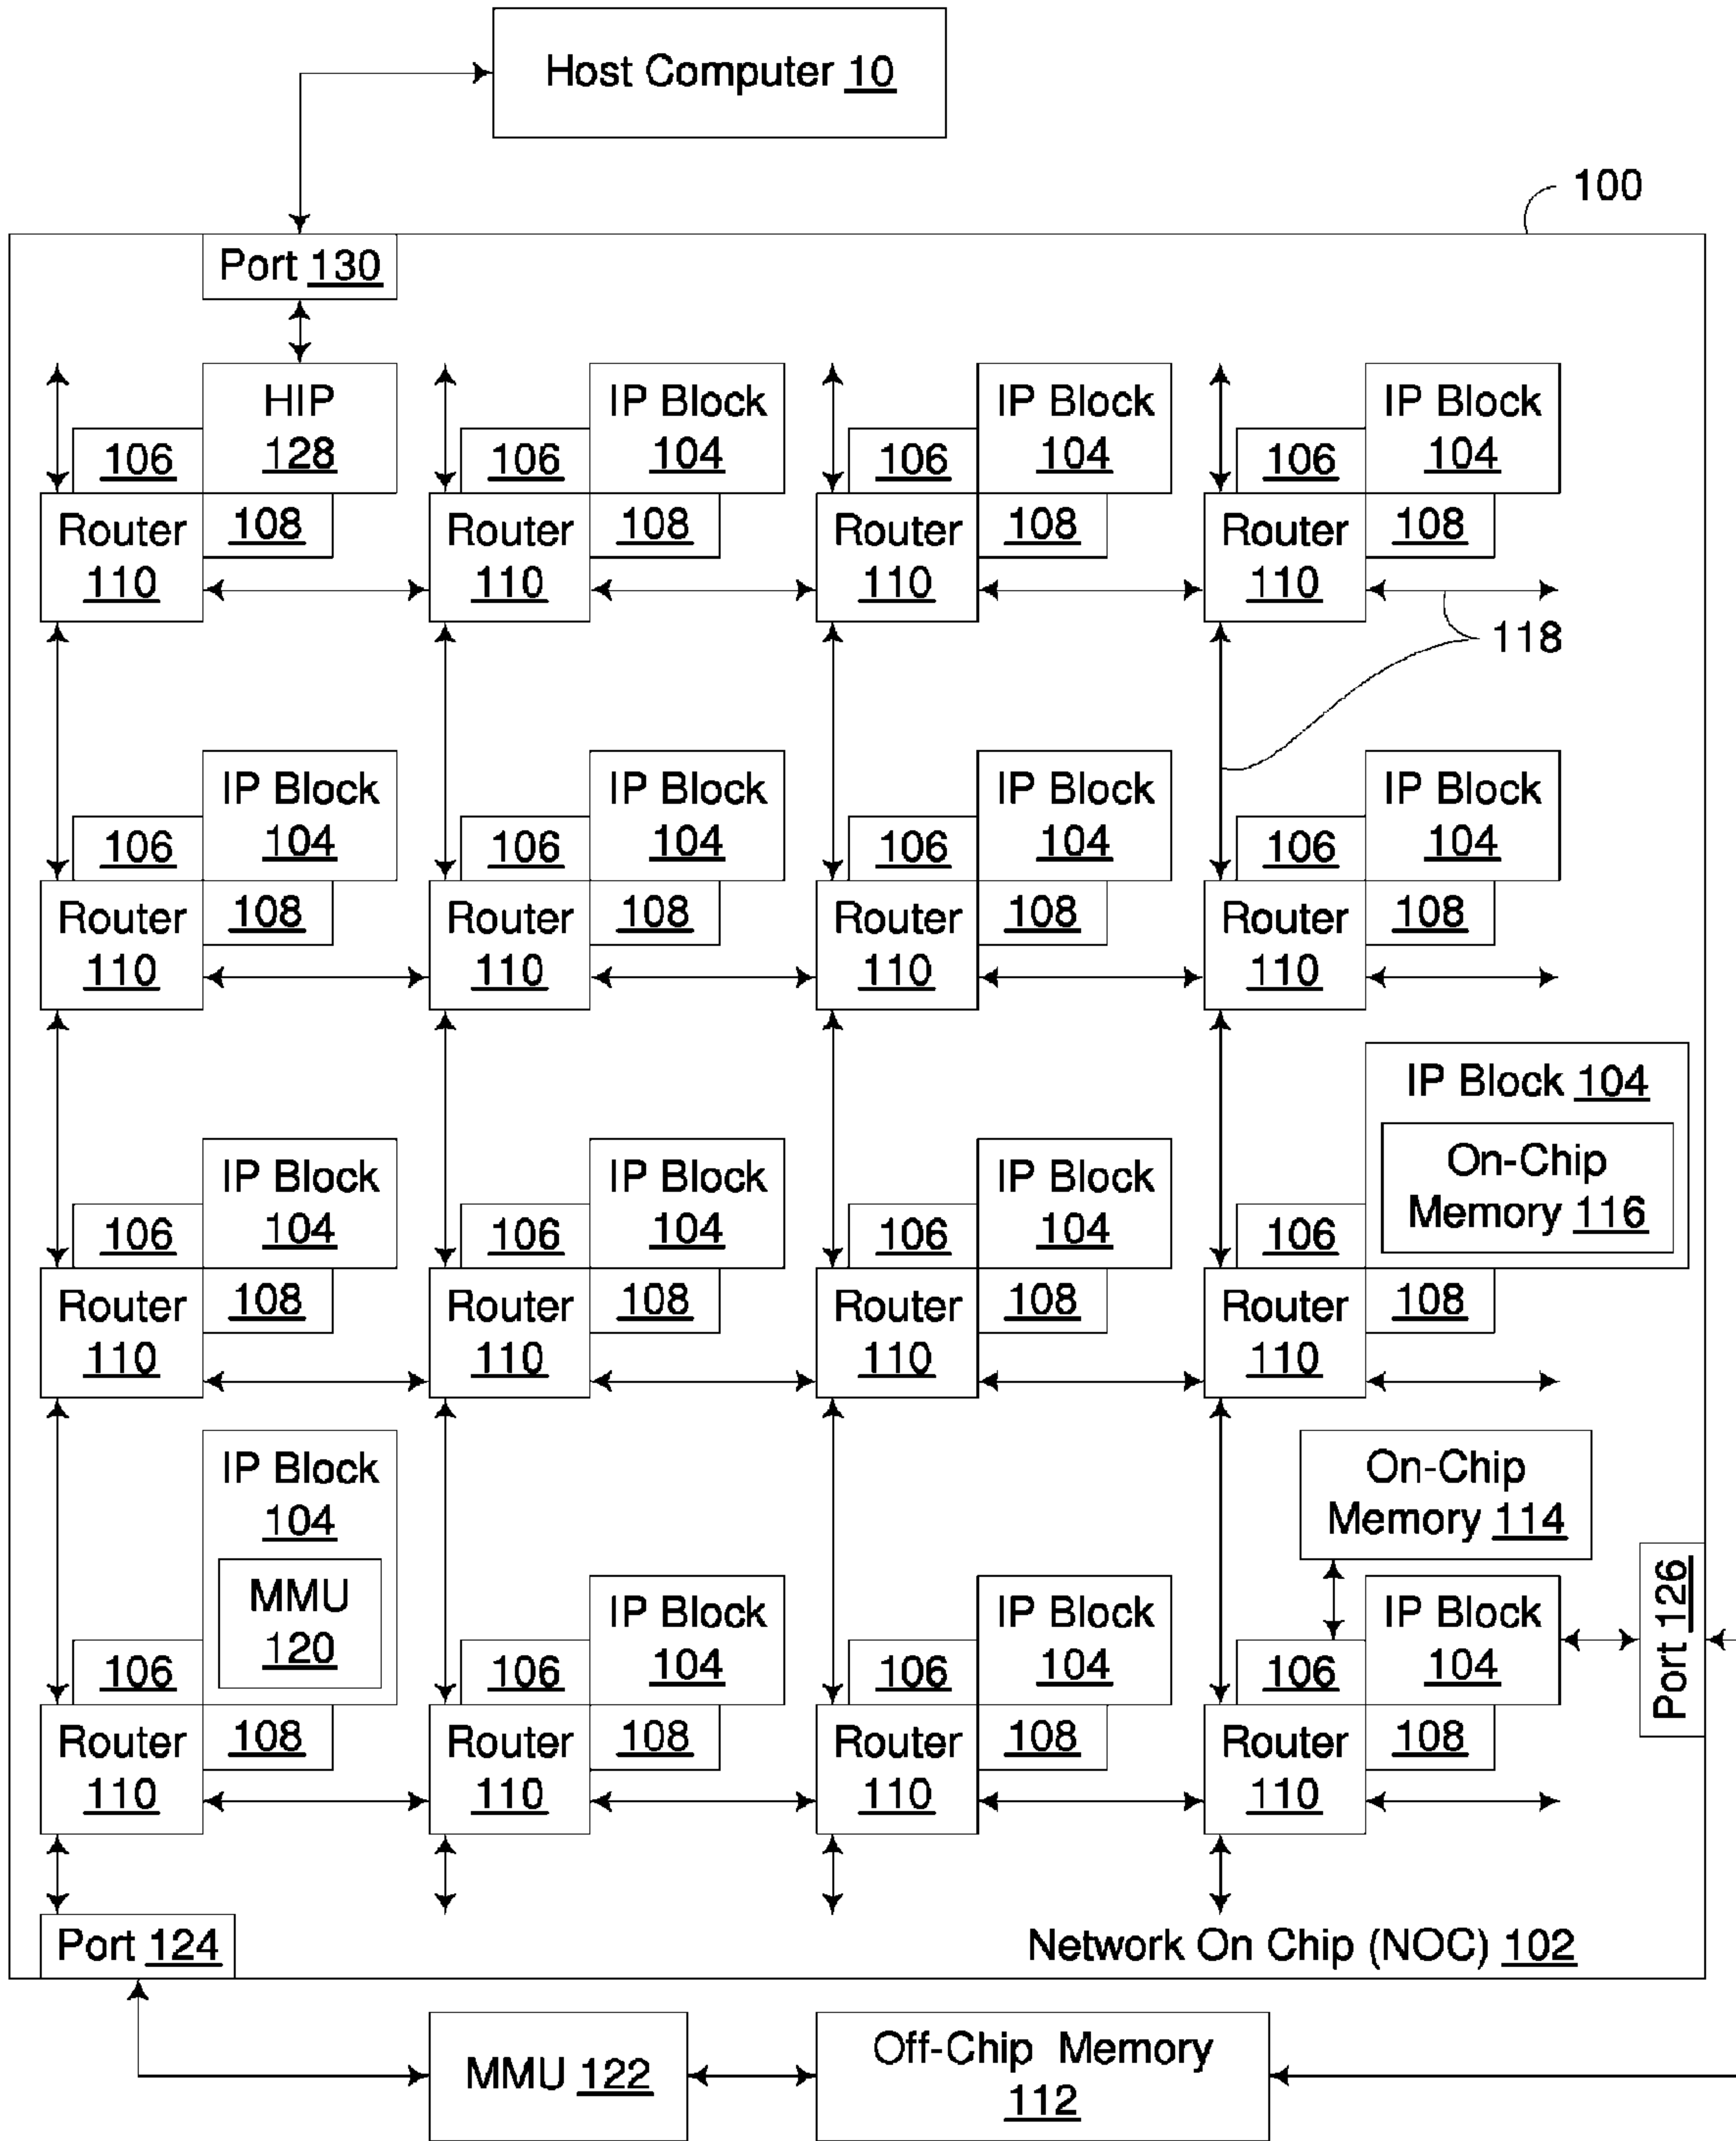 Host Computer 10
100
Port 130
HIP
128
106
108
Router
110
IP Block
104
106
108
Router
110
IP Block
104
106
108
Router
110
IP Block
104
106
108
Router
110
118
IP Block
104
106
108
Router
110
IP Block
104
106
108
Router
110
IP Block
104
106
108
Router
110
IP Block
104
106
108
Router
110
IP Block
104
106
108
Router
110
IP Block
104
106
108
Router
110
IP Block
104
106
108
Router
110
IP Block 104
On-Chip
Memory 116
106
108
Router
110
IP Block
104
MMU
120
106
108
Router
110
IP Block
104
106
108
Router
110
IP Block
104
106
108
Router
110
On-Chip
Memory 114
IP Block
104
106
108
Router
110
Port 126
Port 124
Network On Chip (NOC) 102
MMU 122
Off-Chip Memory
112